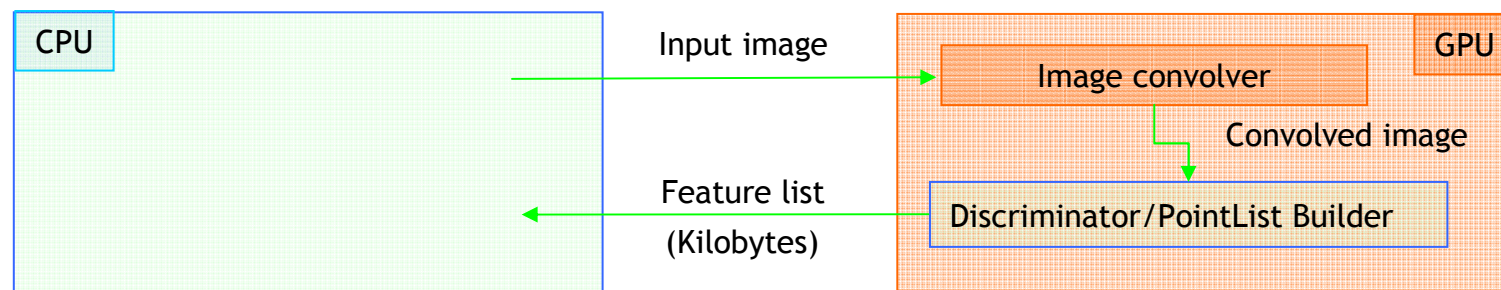 CPU
Input image
GPU
Image convolver
Convolved image
Feature list
(Kilobytes)
Discriminator/PointList Builder